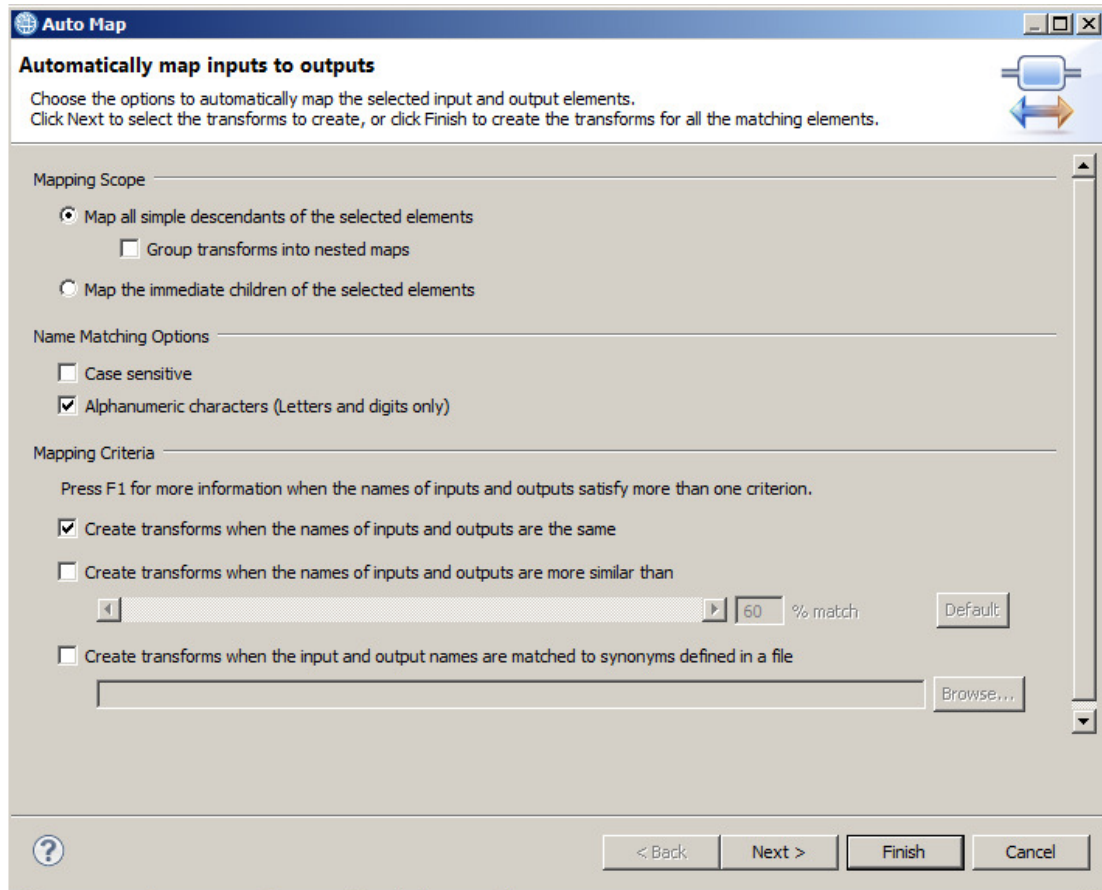 Auto Map
Automatically map inputs to outputs
Choose the options to automatically map the selected input and output elements.
Click Next to select the transforms to create, or click Finish to create the transforms for all the matching elements.
Mapping Scope
Map all simple descendants of the selected elements
Group transforms into nested maps
Map the immediate children of the selected elements
Name Matching Options
Case sensitive
Alphanumeric characters (Letters and digits only)
Mapping Criteria
Press F1 for more information when the names of inputs and outputs satisfy more than one criterion.
Create transforms when the names of inputs and outputs are the same
Create transforms when the names of inputs and outputs are more similar than
60 % match Default
Create transforms when the input and output names are matched to synonyms defined in a file
Browse...
? < Back Next > Finish Cancel